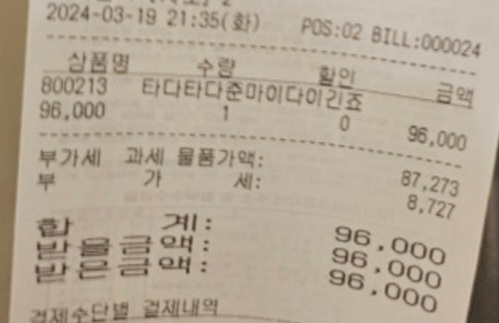 2024-03-19 21:35(화) POS:02 BILL:000024
상품명 수량 할인 금액
800213 타다타다준마이다이긴죠
96,000 1 0 96,000
부가세 과세 물품가액: 87,273
부 가 세: 8,727
합 계: 96,000
받을금액: 96,000
받은금액: 96,000
결제수단별 결제내역